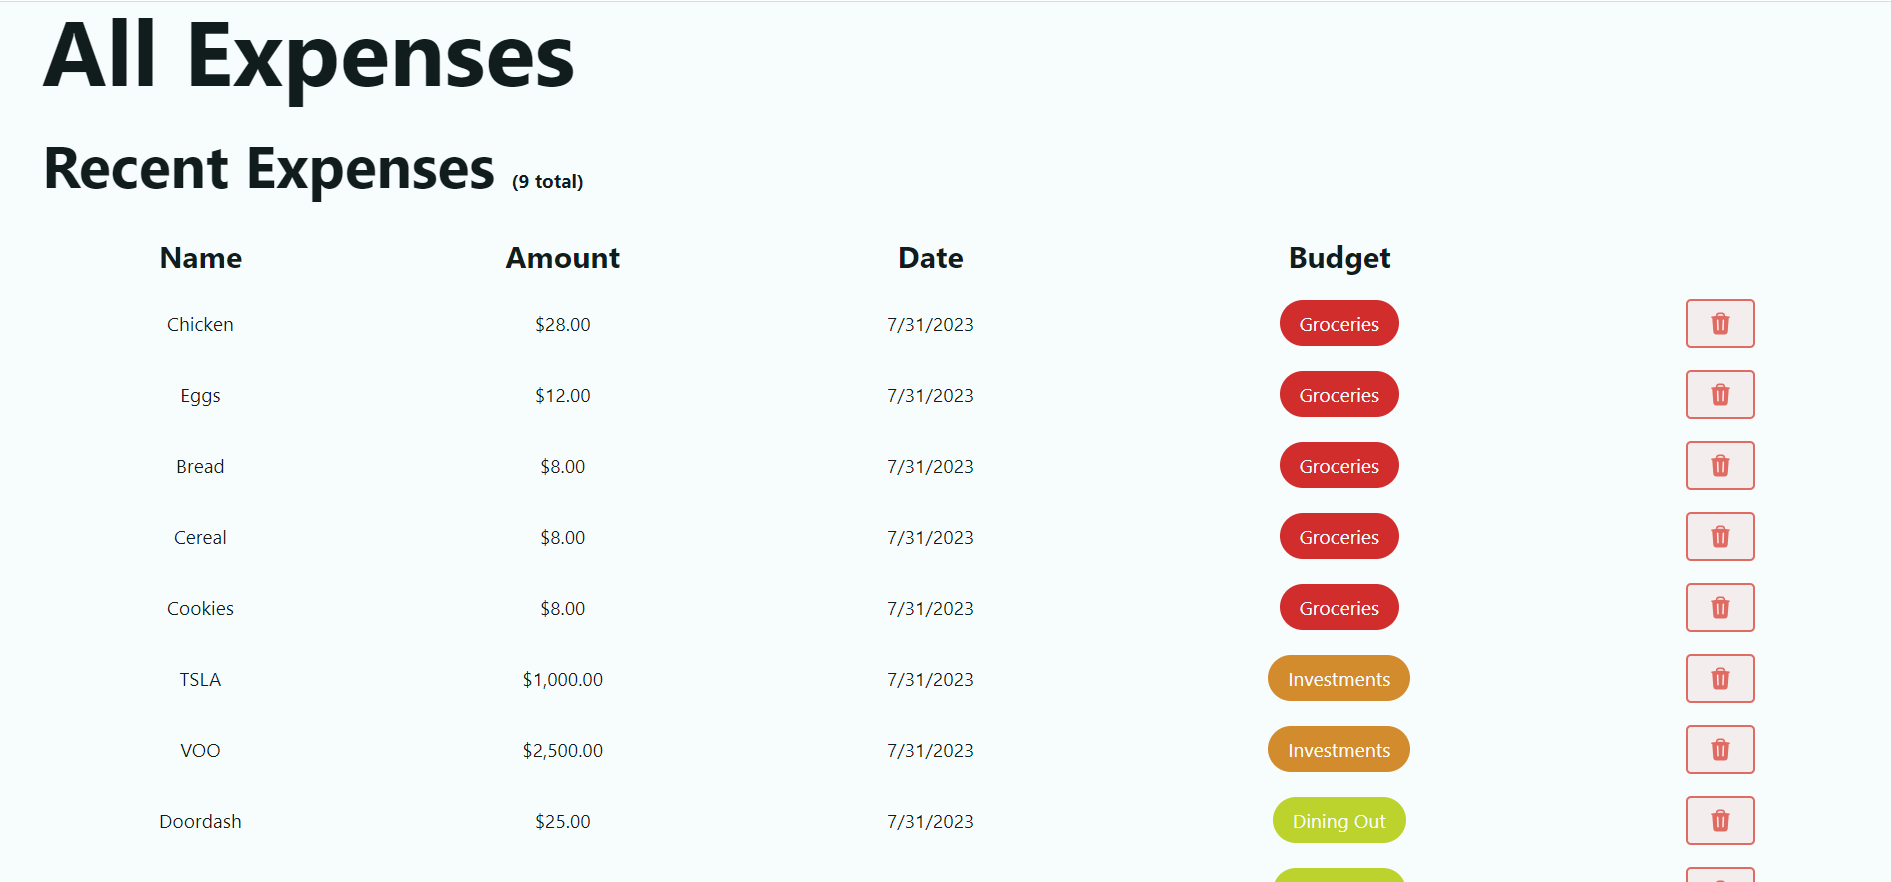 All Expenses
Recent Expenses (9 total)
Name Amount Date Budget
Chicken $28.00 7/31/2023 Groceries
Eggs $12.00 7/31/2023 Groceries
Bread $8.00 7/31/2023 Groceries
Cereal $8.00 7/31/2023 Groceries
Cookies $8.00 7/31/2023 Groceries
TSLA $1,000.00 7/31/2023 Investments
VOO $2,500.00 7/31/2023 Investments
Doordash $25.00 7/31/2023 Dining Out